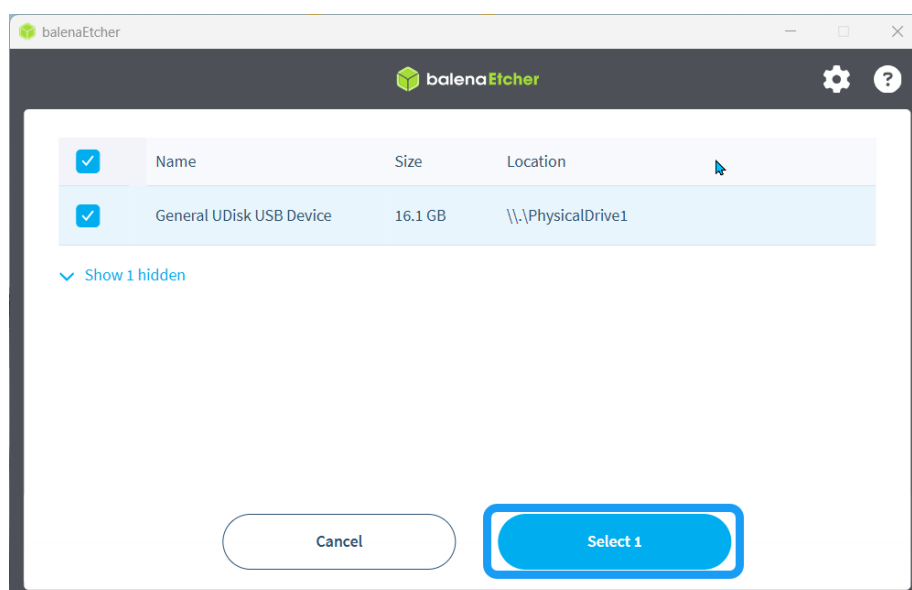 balenaEtcher
balenaEtcher
Name Size Location
General UDisk USB Device 16.1 GB \\.\PhysicalDrive1
Show 1 hidden
Cancel Select 1